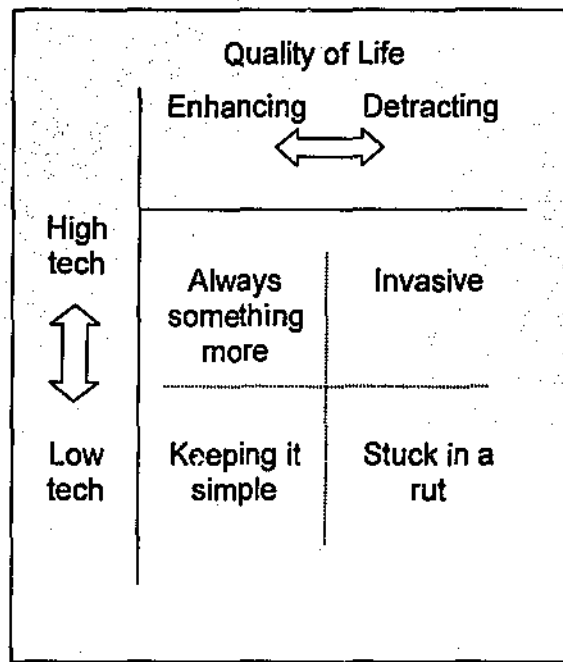 Quality of Life
Enhancing Detracting
High
tech
Always
something
more
Invasive
Low
tech
Keeping it
simple
Stuck in a
rut